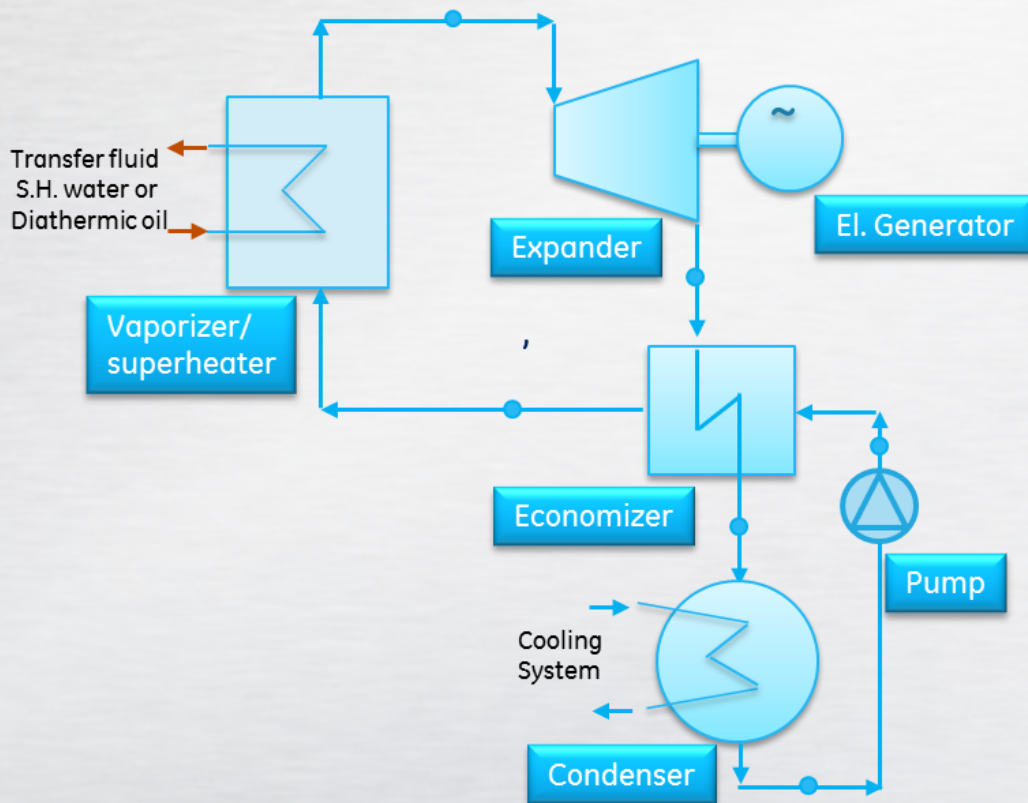 ~
Transfer fluid
S.H. water or
Diathermic oil
El. Generator
Expander
Vaporizer/
superheater
,
Economizer
Pump
Cooling
System
Condenser